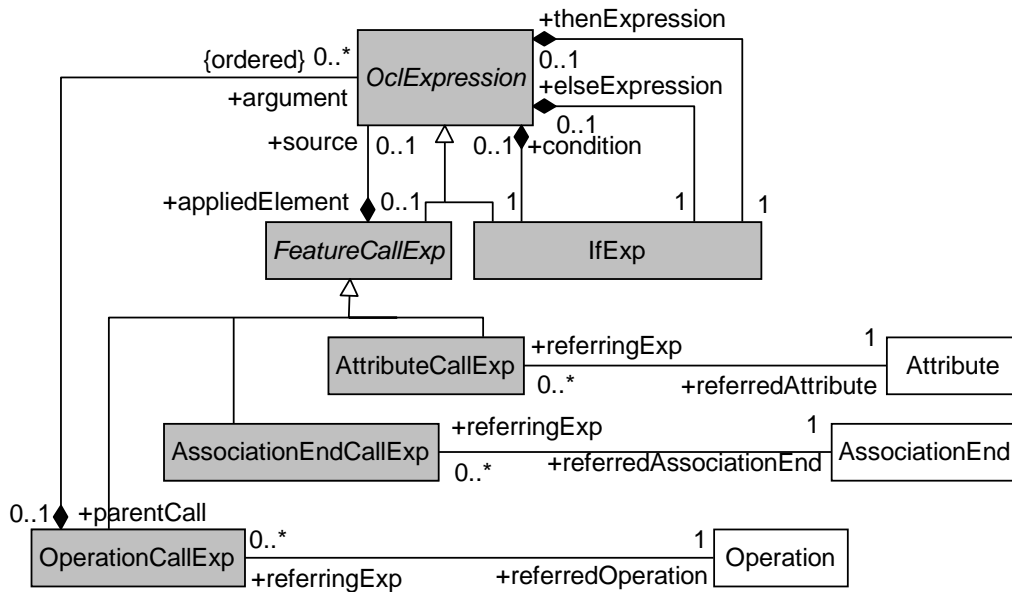 +thenExpression
{ordered} 0..* OclExpression 0..1
+argument +elseExpression
0..1
+source 0..1 0..1 +condition
+appliedElement 0..1 1 1 1
FeatureCallExp IfExp
AttributeCallExp +referringExp 1 Attribute
0..* +referredAttribute
AssociationEndCallExp +referringExp 1 AssociationEnd
0..* +referredAssociationEnd
0..1 +parentCall
OperationCallExp 0..* 1 Operation
+referringExp +referredOperation